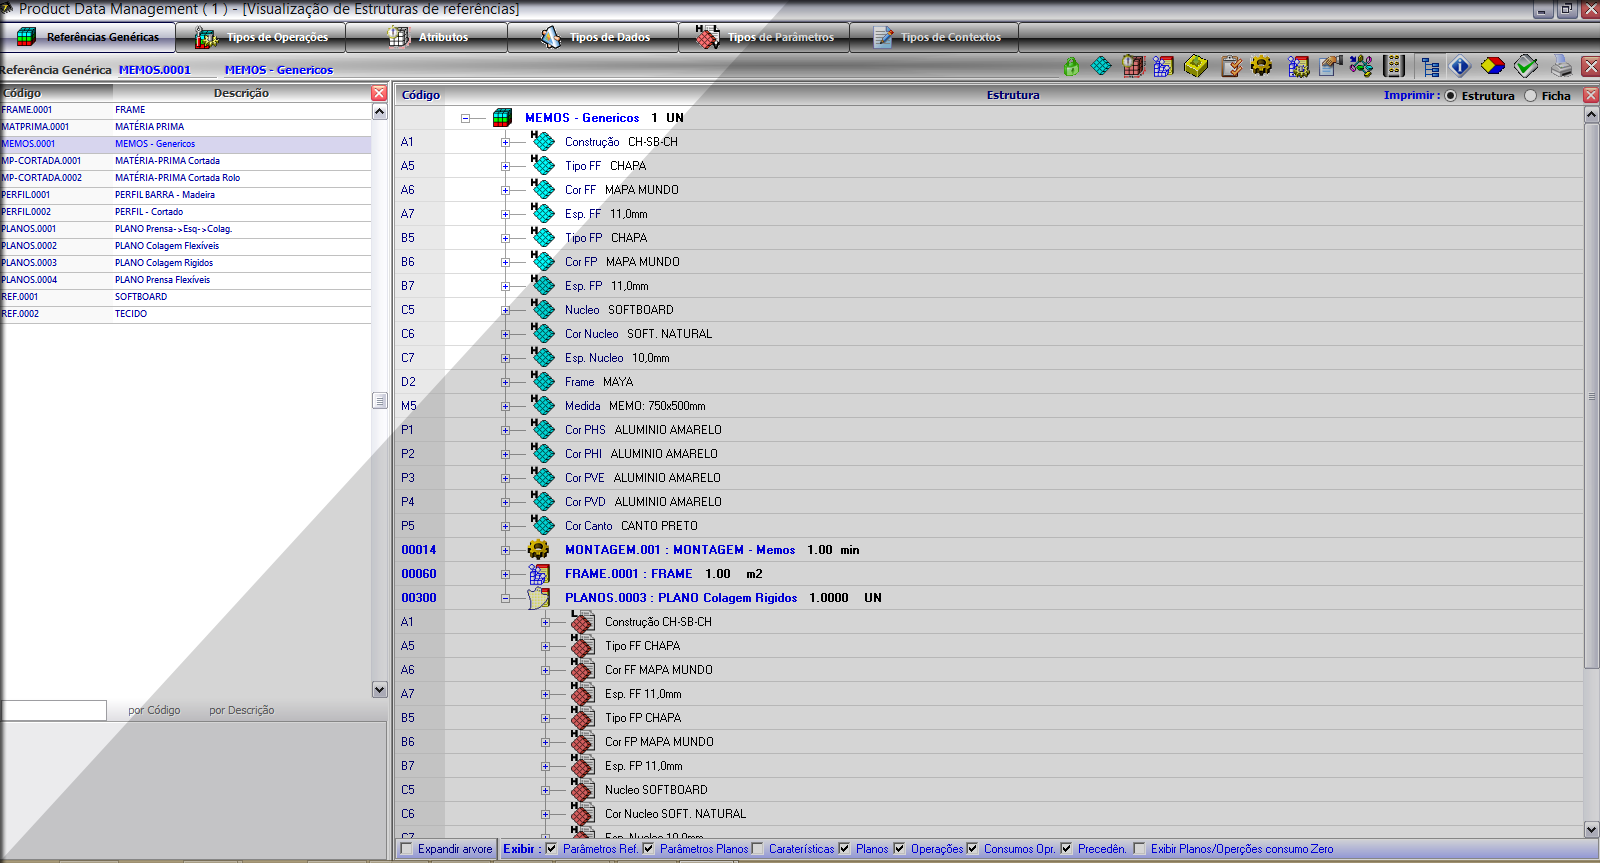 Product Data Management ( 1 ) - [Visualização de Estruturas de referências]
Referências Genéricas Tipos de Operações Atributos Tipos de Dados Tipos de Parâmetros Tipos de Contextos
Referência Genérica MEMOS.0001 MEMOS - Genericos
Código Descrição
FRAME.0001 FRAME
MATPRIMA.0001 MATÉRIA PRIMA
MEMOS.0001 MEMOS - Genericos
MP-CORTADA.0001 MATÉRIA-PRIMA Cortada
MP-CORTADA.0002 MATÉRIA-PRIMA Cortada Rolo
PERFIL.0001 PERFIL BARRA - Madeira
PERFIL.0002 PERFIL - Cortado
PLANOS.0001 PLANO Prensa->Esq->Colag.
PLANOS.0002 PLANO Colagem Flexíveis
PLANOS.0003 PLANO Colagem Rigidos
PLANOS.0004 PLANO Prensa Flexíveis
REF.0001 SOFTBOARD
REF.0002 TECIDO
por Código por Descrição
Código Estrutura Imprimir : Estrutura Ficha
MEMOS - Genericos 1 UN
A1 Construção CH-SB-CH
A5 Tipo FF CHAPA
A6 Cor FF MAPA MUNDO
A7 Esp. FF 11,0mm
B5 Tipo FP CHAPA
B6 Cor FP MAPA MUNDO
B7 Esp. FP 11,0mm
C5 Nucleo SOFTBOARD
C6 Cor Nucleo SOFT. NATURAL
C7 Esp. Nucleo 10,0mm
D2 Frame MAYA
M5 Medida MEMO: 750x500mm
P1 Cor PHS ALUMINIO AMARELO
P2 Cor PHI ALUMINIO AMARELO
P3 Cor PVE ALUMINIO AMARELO
P4 Cor PVD ALUMINIO AMARELO
P5 Cor Canto CANTO PRETO
00014 MONTAGEM.001 : MONTAGEM - Memos 1.00 min
00060 FRAME.0001 : FRAME 1.00 m2
00300 PLANOS.0003 : PLANO Colagem Rigidos 1.0000 UN
A1 Construção CH-SB-CH
A5 Tipo FF CHAPA
A6 Cor FF MAPA MUNDO
A7 Esp. FF 11,0mm
B5 Tipo FP CHAPA
B6 Cor FP MAPA MUNDO
B7 Esp. FP 11,0mm
C5 Nucleo SOFTBOARD
C6 Cor Nucleo SOFT. NATURAL
C7 Esp. Nucleo 10,0mm
Expandir arvore Exibir : Parâmetros Ref. Parâmetros Planos Caraterísticas Planos Operações Consumos Opr. Precedên. Exibir Planos/Operções consumo Zero